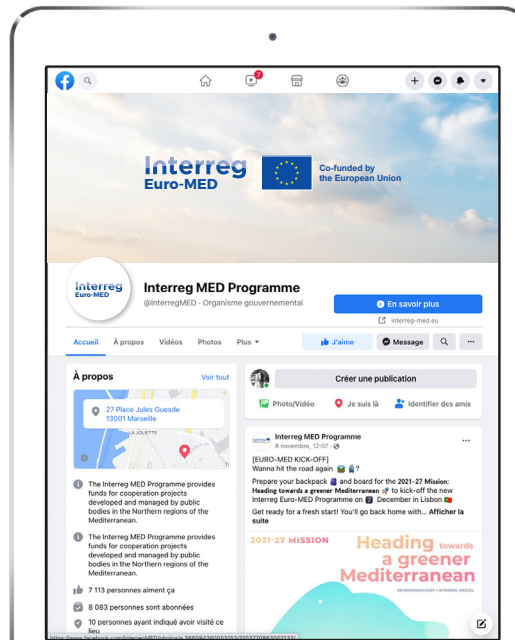 7
Interreg
Euro-MED
Co-funded by
the European Union
Interreg
Euro-MED
Interreg MED Programme
@InterregMED · Organisme gouvernemental
En savoir plus
interreg-med.eu
Accueil À propos Vidéos Photos Plus
J'aime
Message
À propos
Voir tout
27 Place Jules Guesde
13001 Marseille
LA JOLIETTE
The Interreg MED Programme provides
funds for cooperation projects
developed and managed by public
bodies in the Northern regions of the
Mediterranean.
The Interreg MED Programme provides
funds for cooperation projects
developed and managed by public
bodies in the Northern regions of the
Mediterranean.
7 113 personnes aiment ça
8 083 personnes sont abonnées
10 personnes ayant indiqué avoir visité ce
lieu
Créer une publication
Photo/Vidéo
Je suis là
Identifier des amis
Interreg MED Programme
8 novembre, 12:07
[EURO-MED KICK-OFF]
Wanna hit the road again ?
Prepare your backpack and board for the 2021-27 Mission:
Heading towards a greener Mediterranean to kick-off the new
Interreg Euro-MED Programme on 2 December in Lisbon
Get ready for a fresh start! You'll go back home with... Afficher la
suite
2021-27 MISSION
Heading towards
a greener
Mediterranean